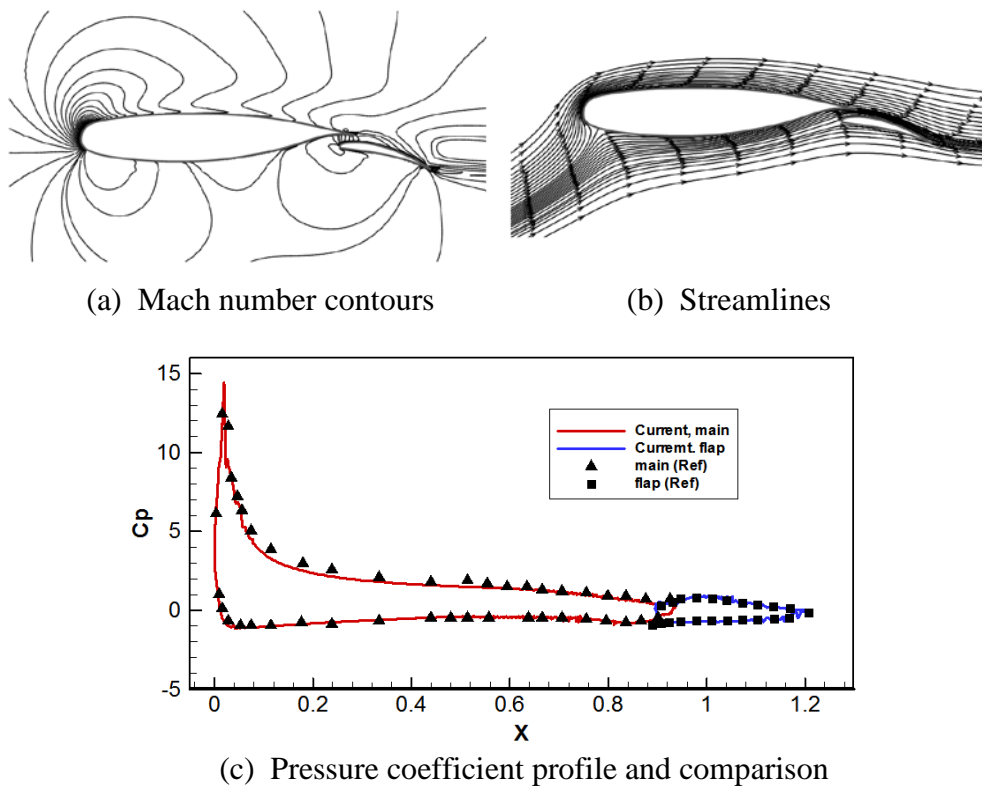 (a) Mach number contours
(b) Streamlines
15
10
5
0
-5
Cp
Current, main
Curremt. flap
main (Ref)
flap (Ref)
0 0.2 0.4 0.6 0.8 1 1.2
X
(c) Pressure coefficient profile and comparison